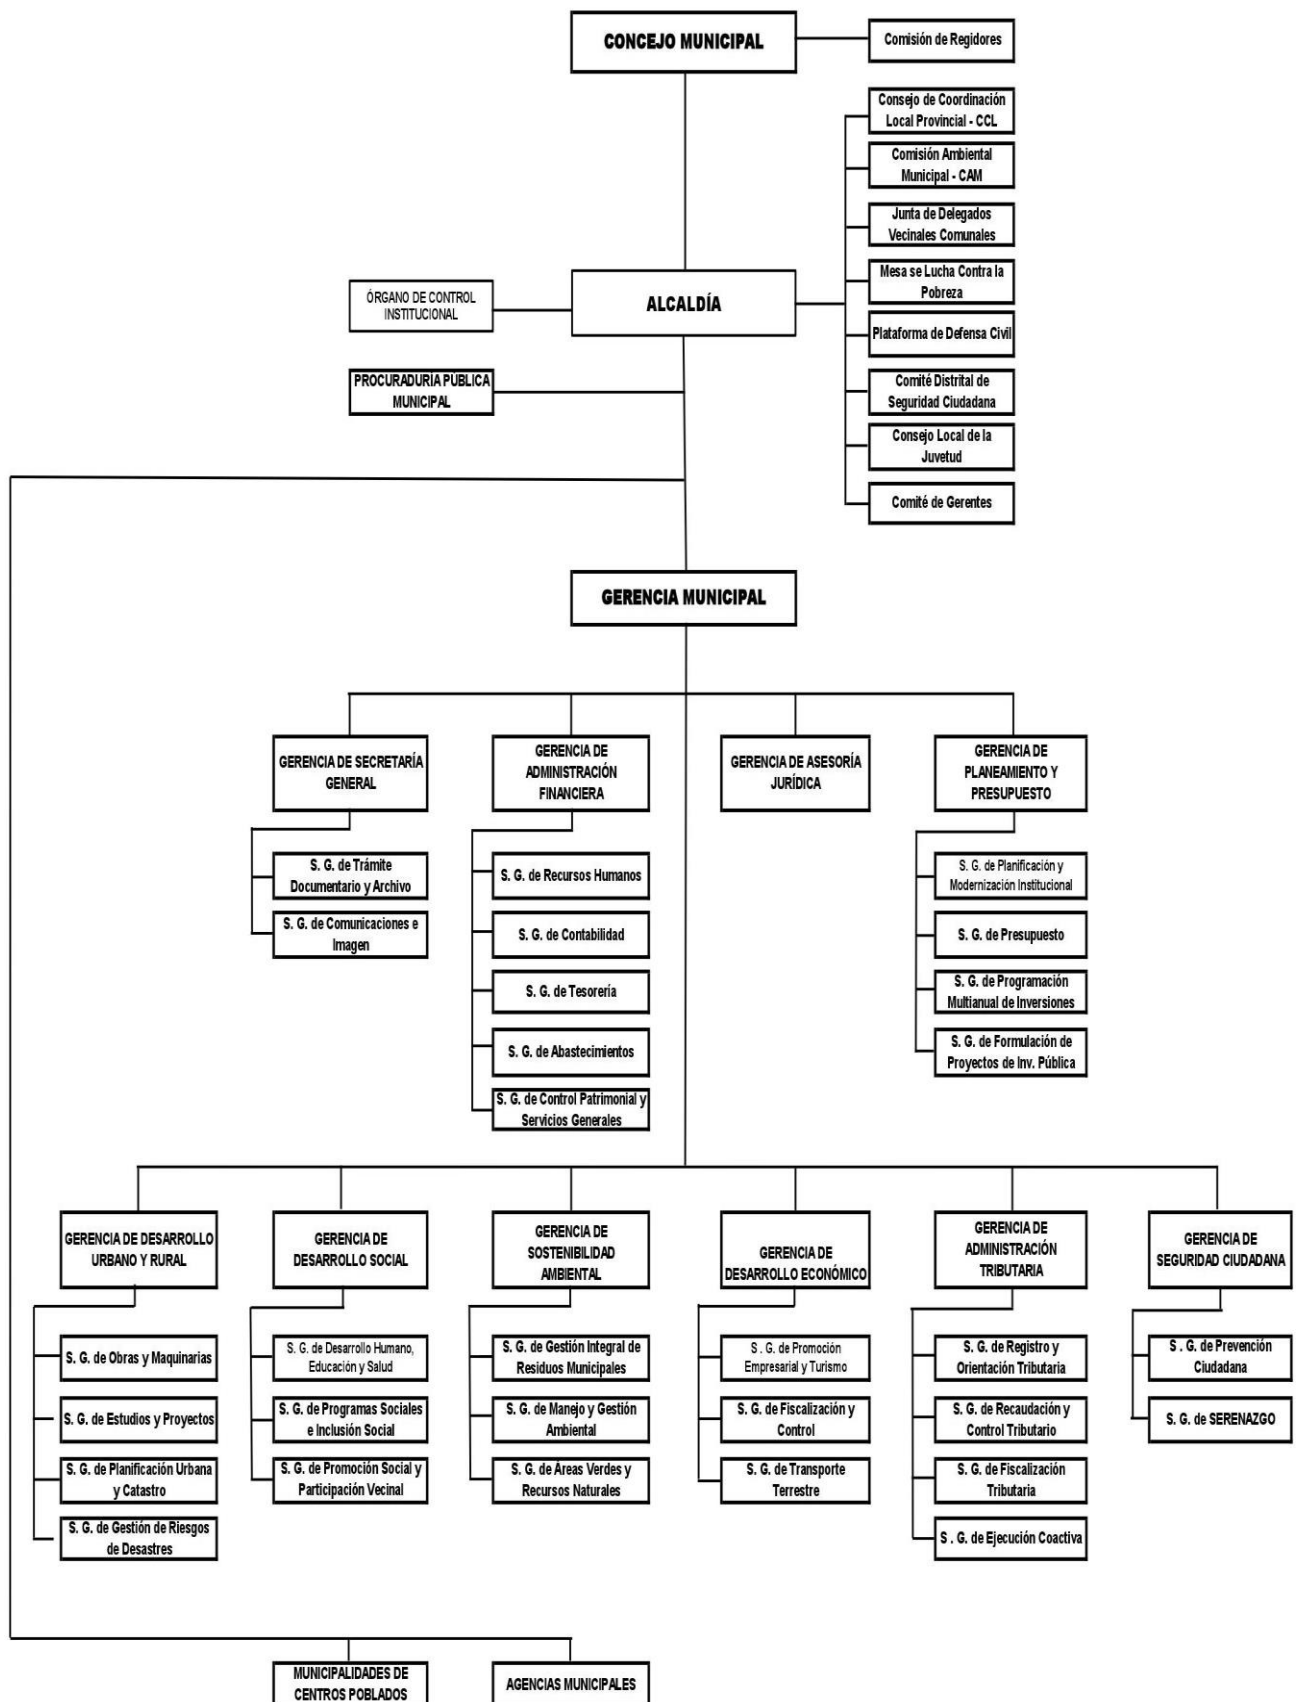 CONCEJO MUNICIPAL
Comisión de Regidores
Consejo de Coordinación
Local Provincial - CCL
Comisión Ambiental
Municipal - CAM
Junta de Delegados
Vecinales Comunales
Mesa se Lucha Contra la
Pobreza
Plataforma de Defensa Civil
Comité Distrital de
Seguridad Ciudadana
Consejo Local de la
Juvetud
Comité de Gerentes
ALCALDÍA
ÓRGANO DE CONTROL
INSTITUCIONAL
PROCURADURÍA PÚBLICA
MUNICIPAL
GERENCIA MUNICIPAL
GERENCIA DE SECRETARÍA
GENERAL
S. G. de Trámite
Documentario y Archivo
S. G. de Comunicaciones e
Imagen
GERENCIA DE
ADMINISTRACIÓN
FINANCIERA
S. G. de Recursos Humanos
S. G. de Contabilidad
S. G. de Tesorería
S. G. de Abastecimientos
S. G. de Control Patrimonial y
Servicios Generales
GERENCIA DE ASESORÍA
JURÍDICA
GERENCIA DE
PLANEAMIENTO Y
PRESUPUESTO
S. G. de Planificación y
Modernización Institucional
S. G. de Presupuesto
S. G. de Programación
Multianual de Inversiones
S. G. de Formulación de
Proyectos de Inv. Pública
GERENCIA DE DESARROLLO
URBANO Y RURAL
S. G. de Obras y Maquinarias
S. G. de Estudios y Proyectos
S. G. de Planificación Urbana
y Catastro
S. G. de Gestión de Riesgos
de Desastres
GERENCIA DE
DESARROLLO SOCIAL
S. G. de Desarrollo Humano,
Educación y Salud
S. G. de Programas Sociales
e Inclusión Social
S. G. de Promoción Social y
Participación Vecinal
GERENCIA DE
SOSTENIBILIDAD
AMBIENTAL
S. G. de Gestión Integral de
Residuos Municipales
S. G. de Manejo y Gestión
Ambiental
S. G. de Áreas Verdes y
Recursos Naturales
GERENCIA DE
DESARROLLO ECONÓMICO
S . G. de Promoción
Empresarial y Turismo
S. G. de Fiscalización y
Control
S. G. de Transporte
Terrestre
GERENCIA DE
ADMINISTRACIÓN
TRIBUTARIA
S. G. de Registro y
Orientación Tributaria
S. G. de Recaudación y
Control Tributario
S. G. de Fiscalización
Tributaria
S . G. de Ejecución Coactiva
GERENCIA DE
SEGURIDAD CIUDADANA
S . G. de Prevención
Ciudadana
S. G. de SERENAZGO
MUNICIPALIDADES DE
CENTROS POBLADOS
AGENCIAS MUNICIPALES